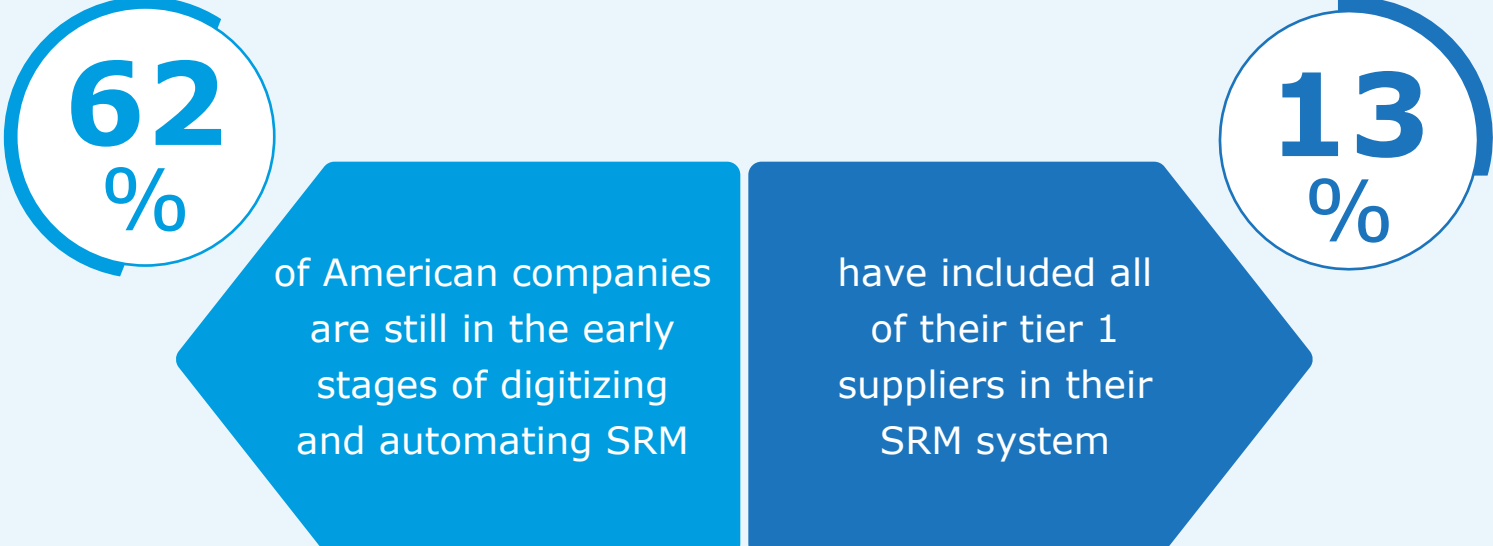 62
%
of American companies
are still in the early
stages of digitizing
and automating SRM
13
%
have included all
of their tier 1
suppliers in their
SRM system